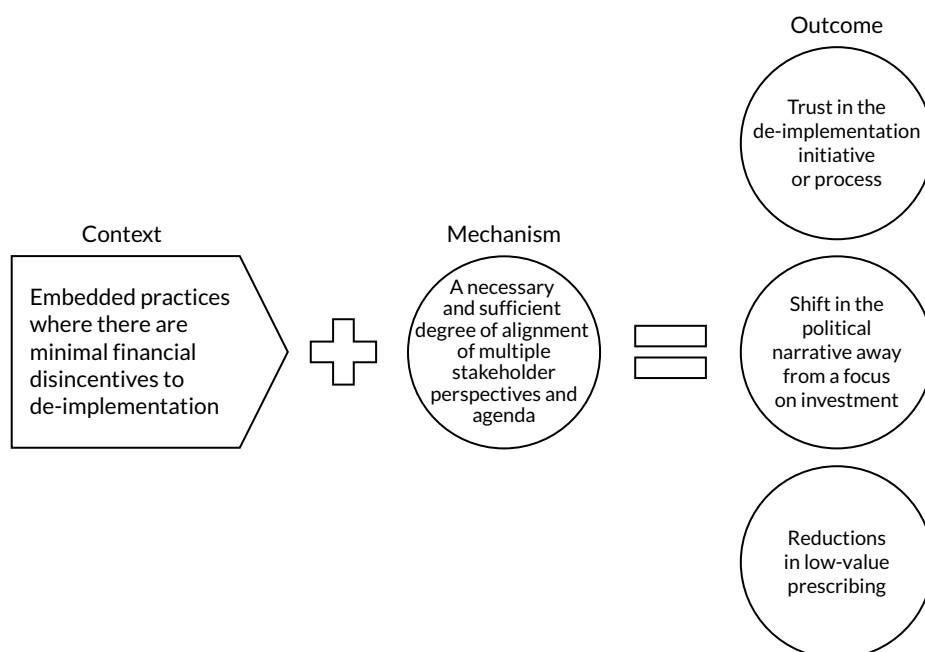 Context
Embedded practices
where there are
minimal financial
disincentives to
de-implementation
Mechanism
A necessary
and sufficient
degree of alignment
of multiple
stakeholder
perspectives and
agenda
Outcome
Trust in the
de-implementation
initiative
or process
Shift in the
political
narrative away
from a focus
on investment
Reductions
in low-value
prescribing